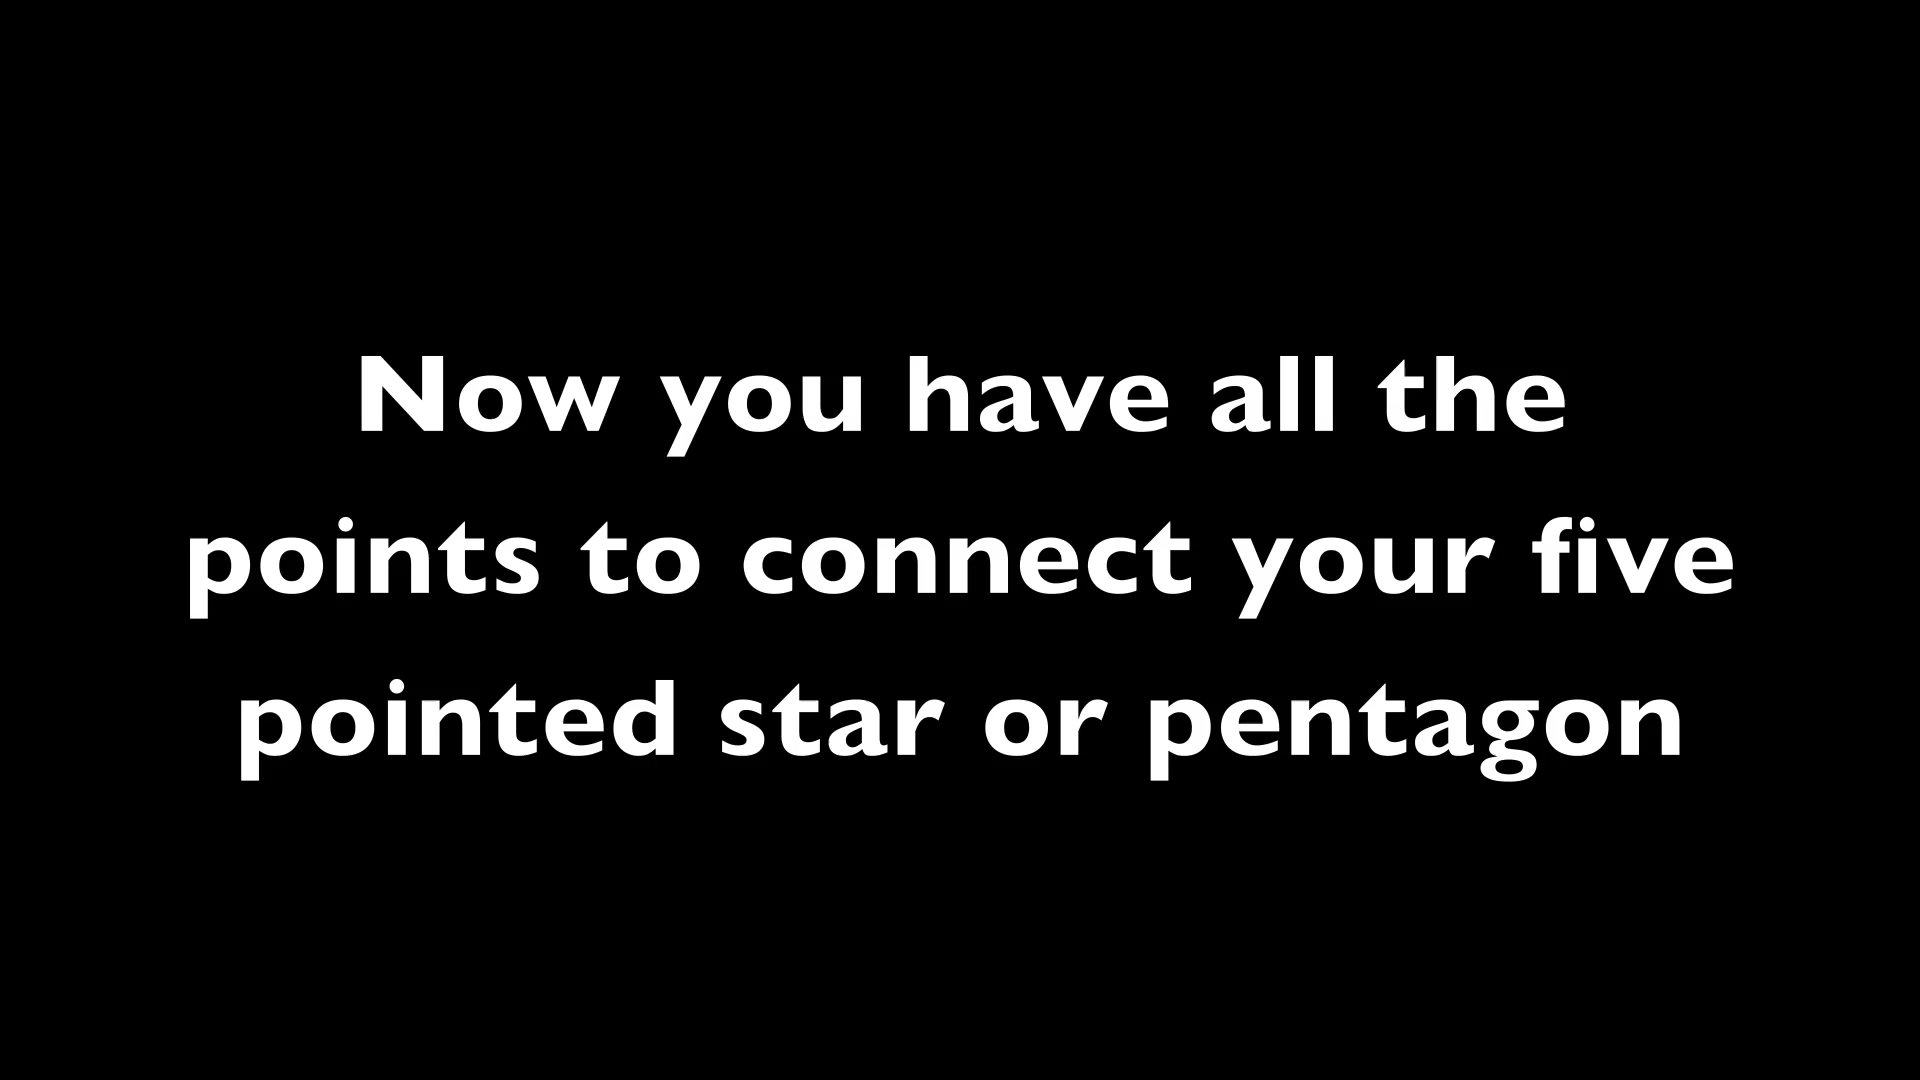 Now you have all the
points to connect your five
pointed star or pentagon